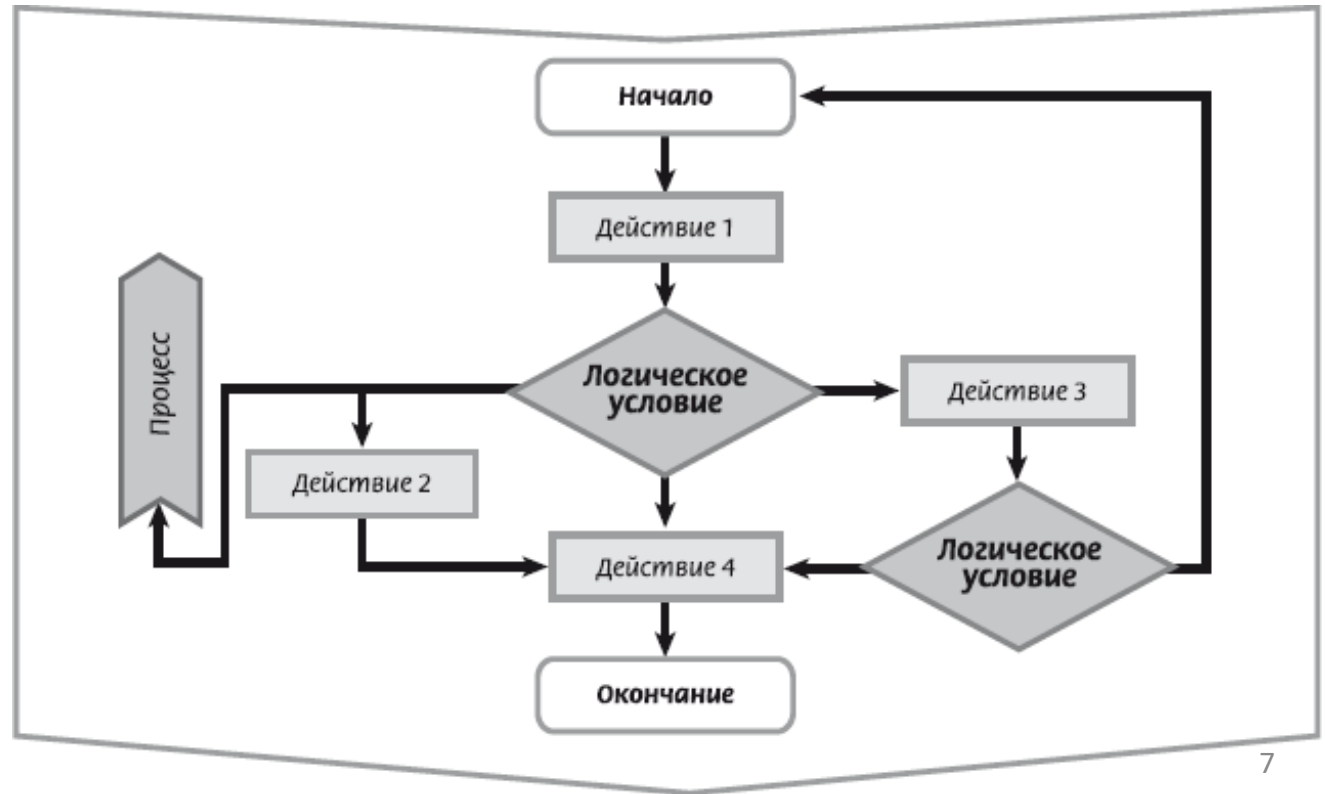 Начало
Действие 1
Процесс
Логическое
условие
Действие 3
Действие 2
Действие 4
Логическое
условие
Окончание
7